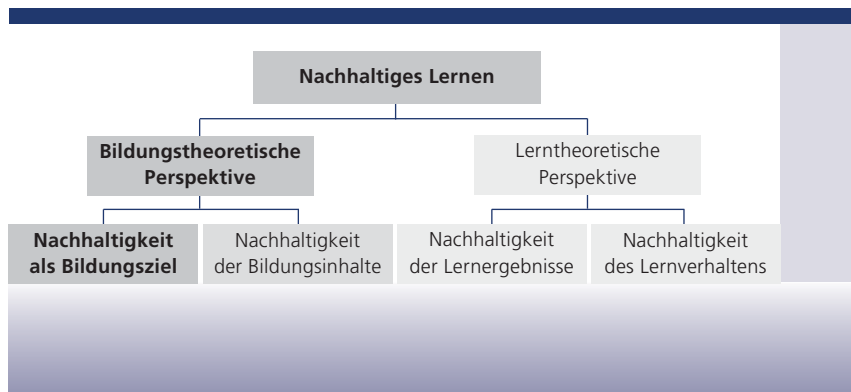 Nachhaltiges Lernen
Bildungstheoretische
Perspektive
Lerntheoretische
Perspektive
Nachhaltigkeit
als Bildungsziel
Nachhaltigkeit
der Bildungsinhalte
Nachhaltigkeit
der Lernergebnisse
Nachhaltigkeit
des Lernverhaltens